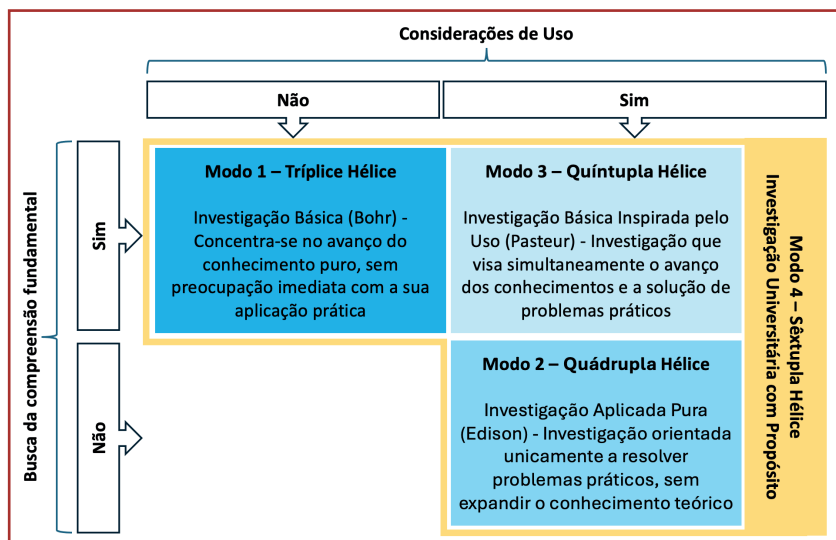 Considerações de Uso
Não
Sim
Busca da compreensão fundamental
Sim
Não
Modo 1 – Tríplice Hélice
Investigação Básica (Bohr) -
Concentra-se no avanço do
conhecimento puro, sem
preocupação imediata com a sua
aplicação prática
Modo 3 – Quíntupla Hélice
Investigação Básica Inspirada pelo
Uso (Pasteur) - Investigação que
visa simultaneamente o avanço
dos conhecimentos e a solução de
problemas práticos
Modo 2 – Quádrupla Hélice
Investigação Aplicada Pura
(Edison) - Investigação orientada
unicamente a resolver
problemas práticos, sem
expandir o conhecimento teórico
Modo 4 – Sêxtupla Hélice
Investigação Universitária com Propósito